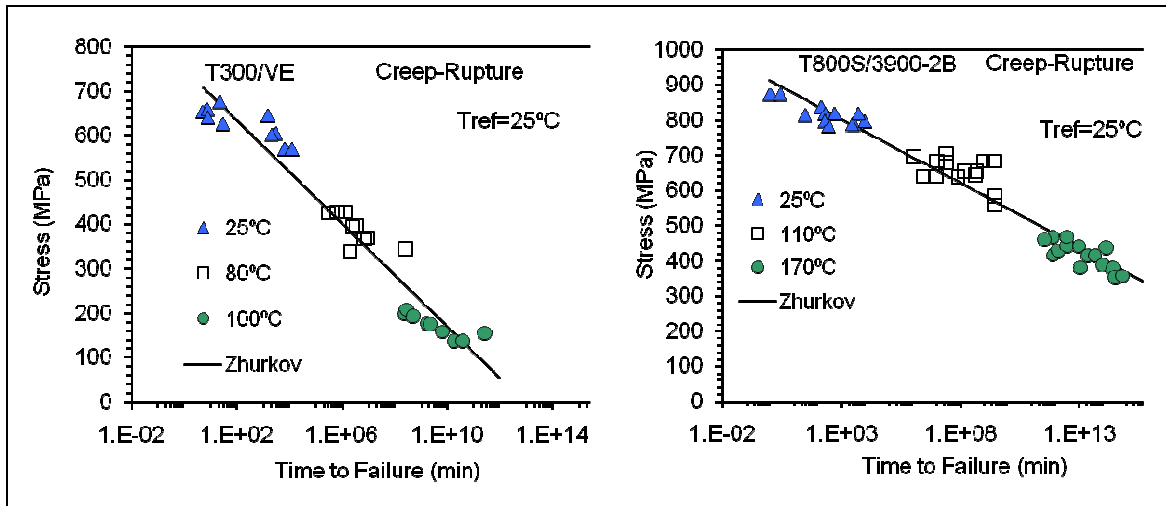 800
700
600
500
400
300
200
100
0
Stress (MPa)
T300/VE
Creep-Rupture
Tref=25ºC
25ºC
80ºC
100ºC
Zhurkov
1.E-02
1.E+02
1.E+06
1.E+10
1.E+14
Time to Failure (min)
1000
900
800
700
600
500
400
300
200
100
0
Stress (MPa)
T800S/3900-2B
Creep-Rupture
Tref=25ºC
25ºC
110ºC
170ºC
Zhurkov
1.E-02
1.E+03
1.E+08
1.E+13
Time to Failure (min)